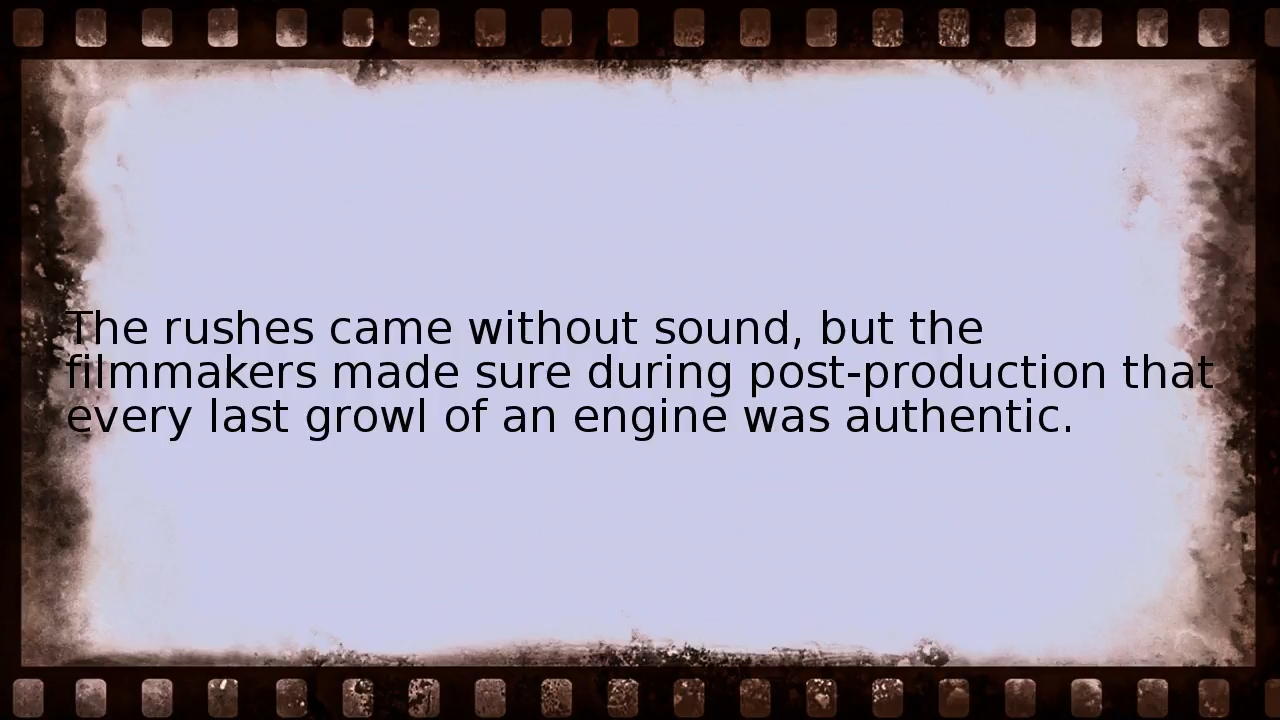 The rushes came without sound, but the
filmmakers made sure during post-production that
every last growl of an engine was authentic.